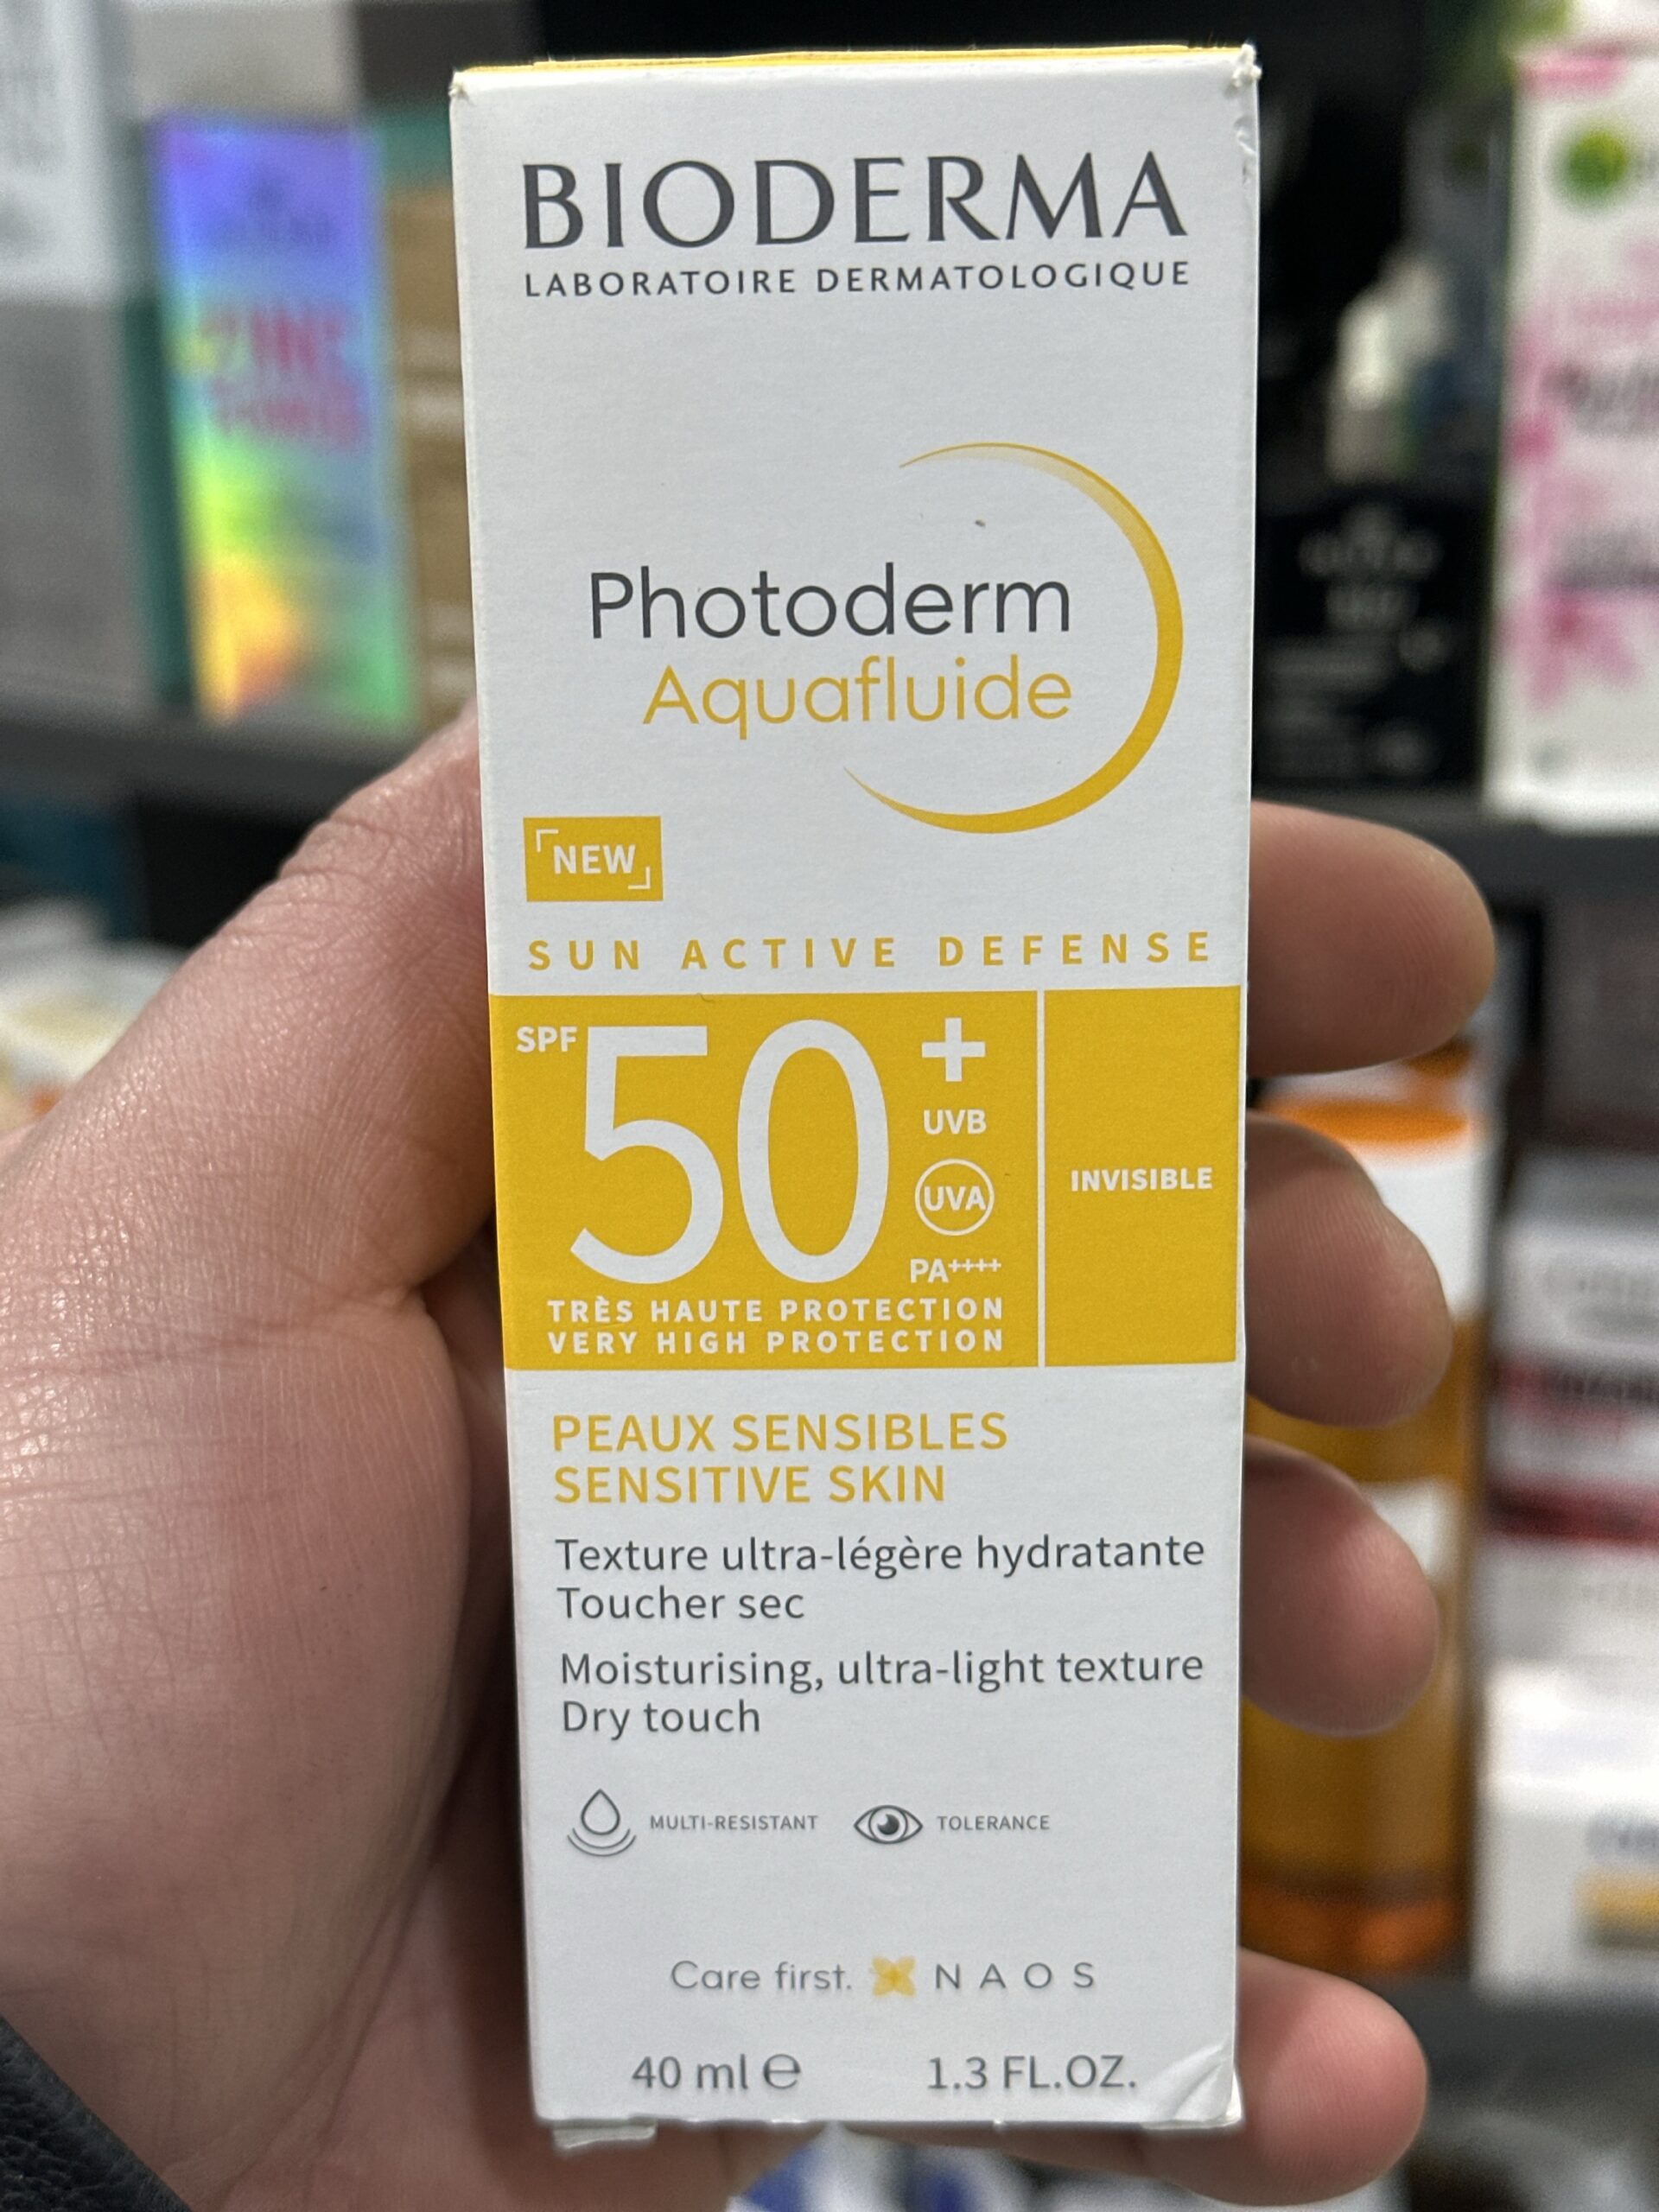 BIODERMA
LABORATOIRE DERMATOLOGIQUE
Photoderm
Aquafluide
NEW
SUN ACTIVE DEFENSE
SPF 50+
UVB
UVA
PA++++
INVISIBLE
TRÈS HAUTE PROTECTION
VERY HIGH PROTECTION
PEAUX SENSIBLES
SENSITIVE SKIN
Texture ultra-légère hydratante
Toucher sec
Moisturising, ultra-light texture
Dry touch
MULTI-RESISTANT TOLERANCE
Care first. NAOS
40 ml e 1.3 FL.OZ.